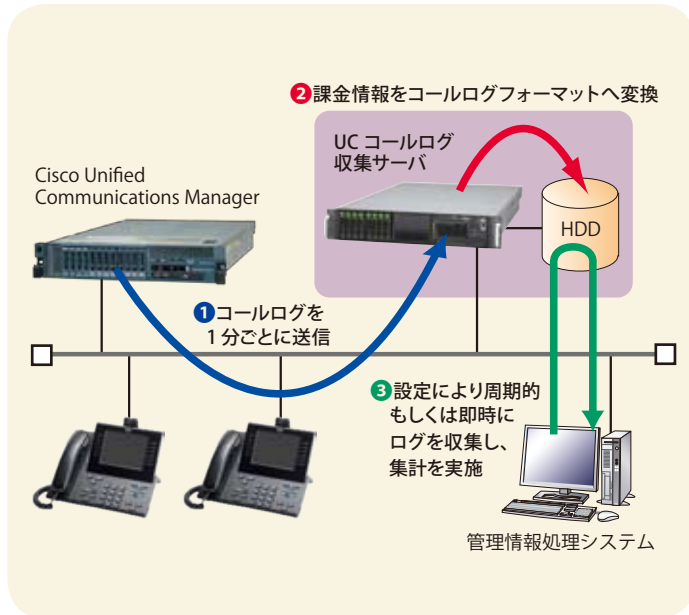 ❷課金情報をコールログフォーマットへ変換
UC コールログ
収集サーバ
Cisco Unified
Communications Manager
HDD
❶コールログを
1分ごとに送信
❸設定により周期的
もしくは即時に
ログを収集し、
集計を実施
管理情報処理システム